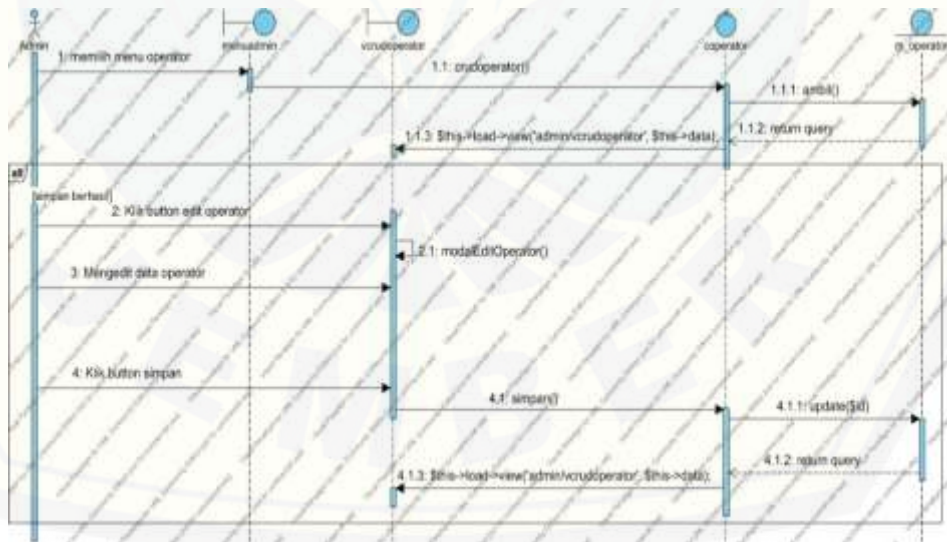 Admin
menuadmin
vcrudoperator
coperator
m_operator
1: memilih menu operator
1.1: crudoperator()
1.1.1: ambil()
1.1.2: return query
1.1.3: $this->load->view('admin/vcrudoperator', $this->data);
alt
[simpan berhasil]
2: Klik button edit operator
2.1: modalEditOperator()
3: Mengedit data operator
4: Klik button simpan
4.1: simpan()
4.1.1: update($id)
4.1.2: return query
4.1.3: $this->load->view('admin/vcrudoperator', $this->data);